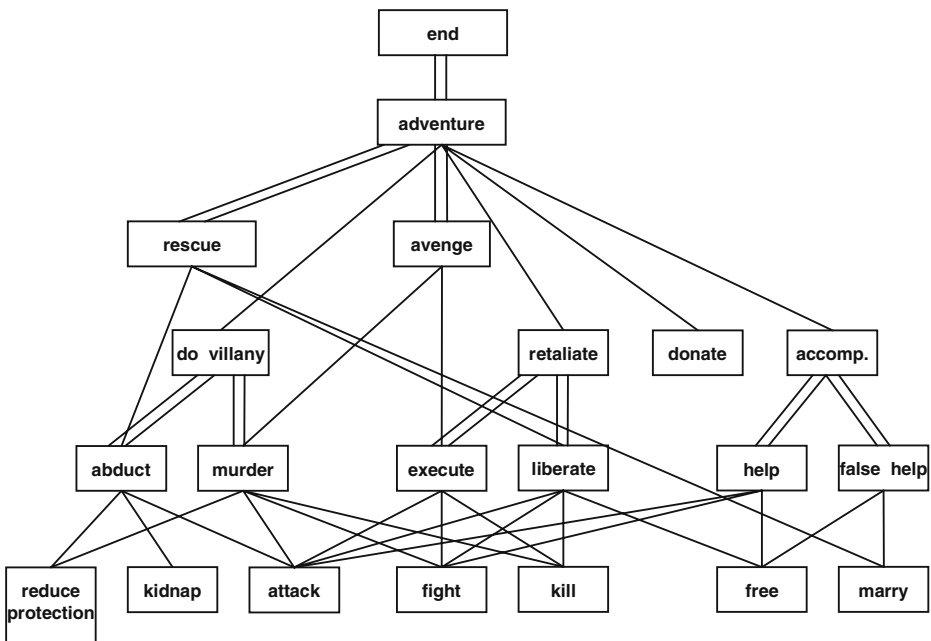 end
adventure
rescue
avenge
do villany
retaliate
donate
accomp.
abduct
murder
execute
liberate
help
false help
reduce
protection
kidnap
attack
fight
kill
free
marry